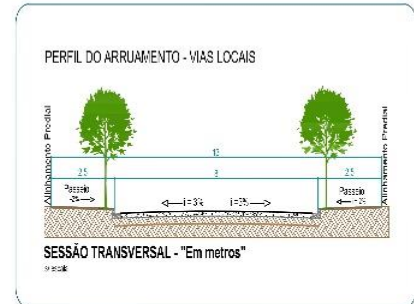 PERFIL DO ARRUAMENTO - VIAS LOCAIS
Alinhamento Predial
Alinhamento Predial
13
2.5
8
2.5
Passeio
Passeio
i=3%
i=3%
SESSÃO TRANSVERSAL - "Em metros"